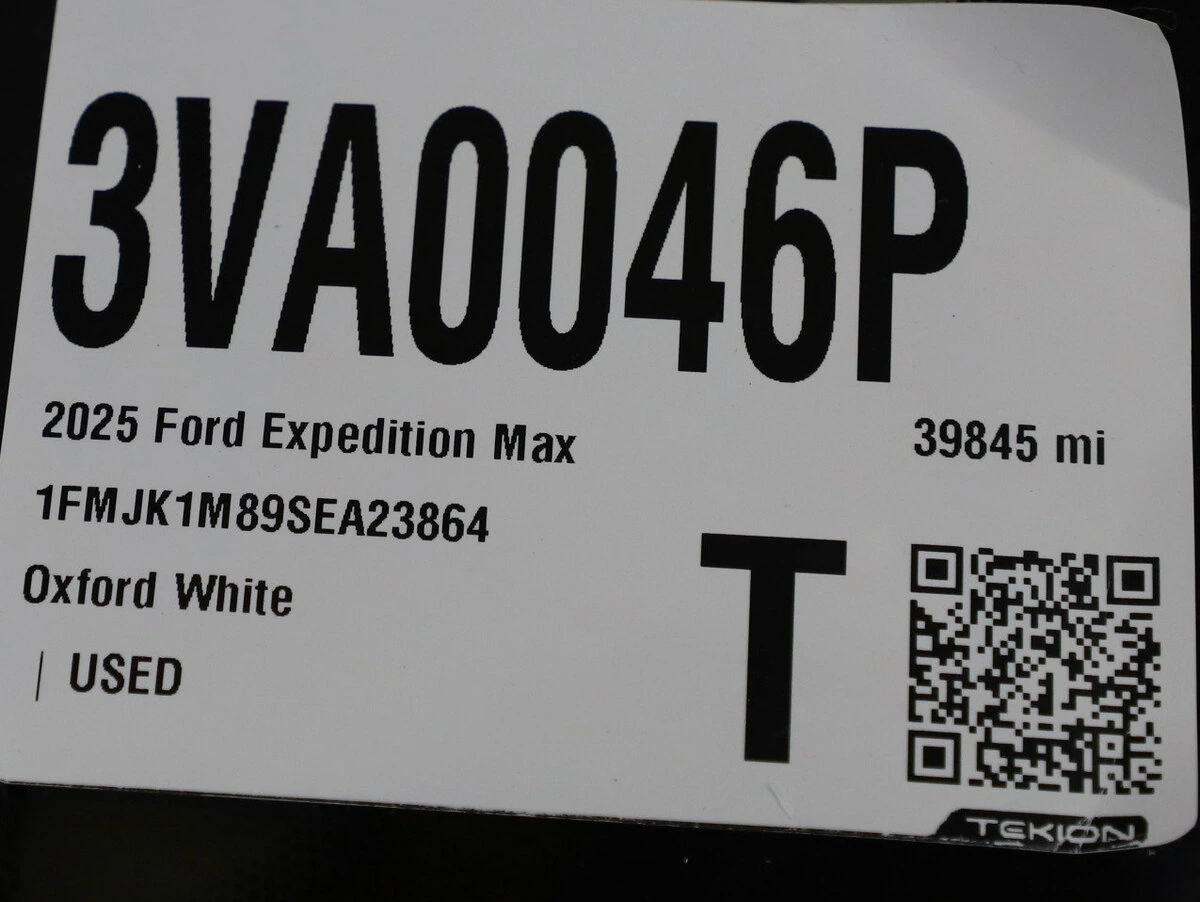 3VA0046P
2025 Ford Expedition Max
39845 mi
1FMJK1M89SEA23864
Oxford White
T
| USED
TEKION